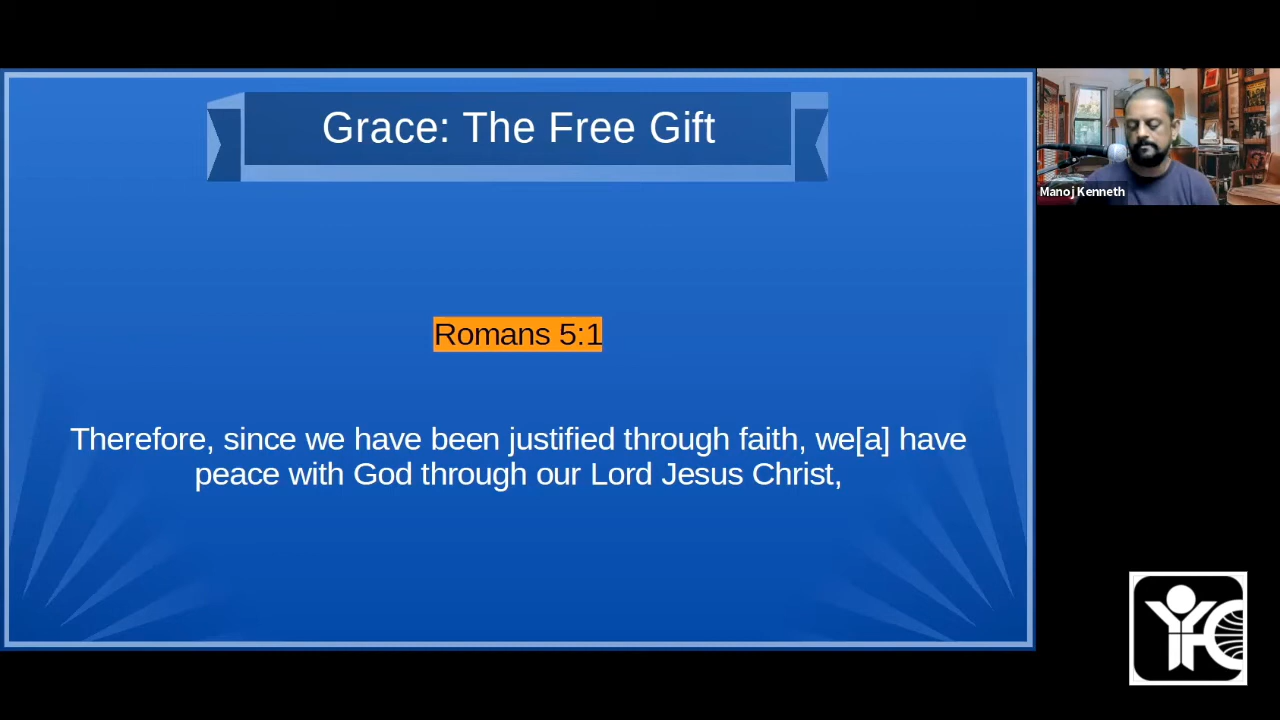 Grace: The Free Gift
Romans 5:1
Therefore, since we have been justified through faith, we[a] have
peace with God through our Lord Jesus Christ,
Manoj Kenneth
YFC